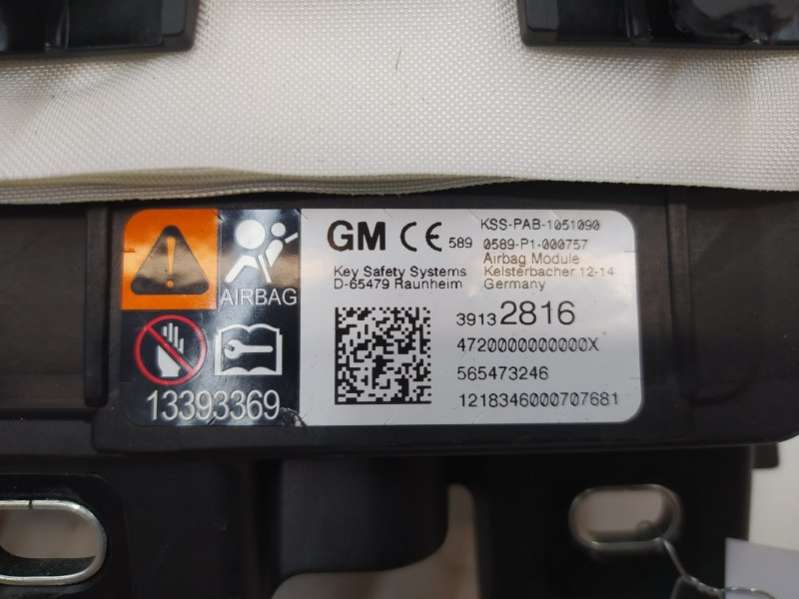 AIRBAG
13393369
GM CE 589
KSS-PAB-1051090
0589-P1-000757
Key Safety Systems
D-65479 Raunheim
Airbag Module
Kelsterbacher 12-14
Germany
39132816
4720000000000X
565473246
1218346000707681